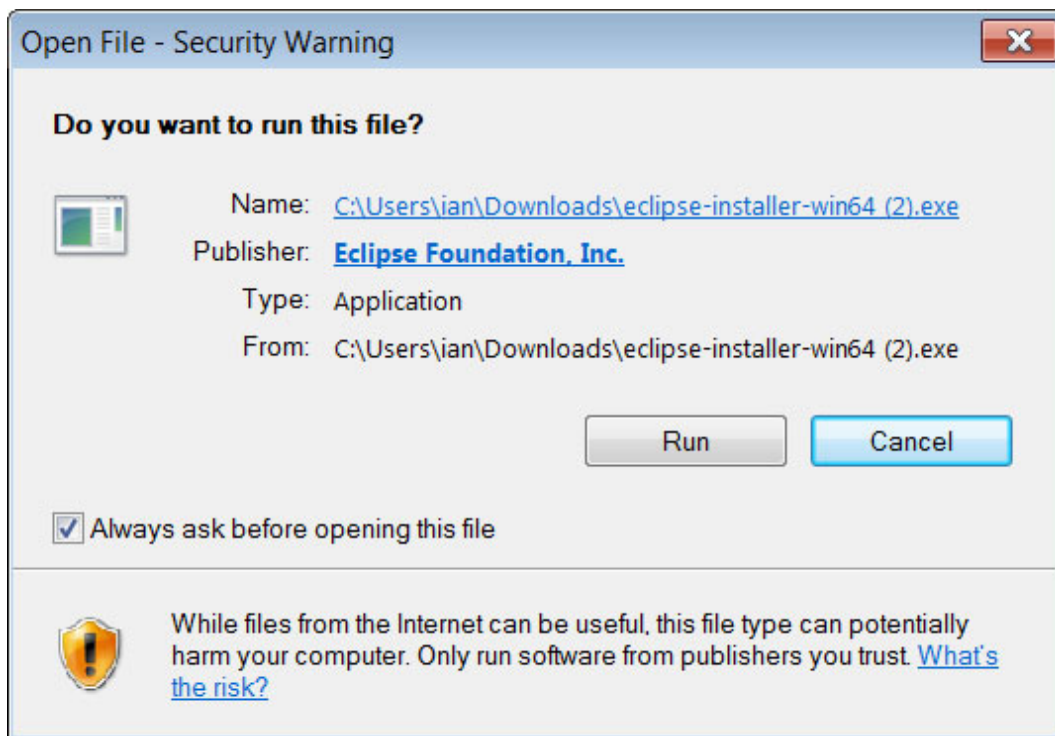 Open File - Security Warning
Do you want to run this file?
Name: C:\Users\ian\Downloads\eclipse-installer-win64 (2).exe
Publisher: Eclipse Foundation, Inc.
Type: Application
From: C:\Users\ian\Downloads\eclipse-installer-win64 (2).exe
Run Cancel
Always ask before opening this file
While files from the Internet can be useful, this file type can potentially
harm your computer. Only run software from publishers you trust. What's
the risk?